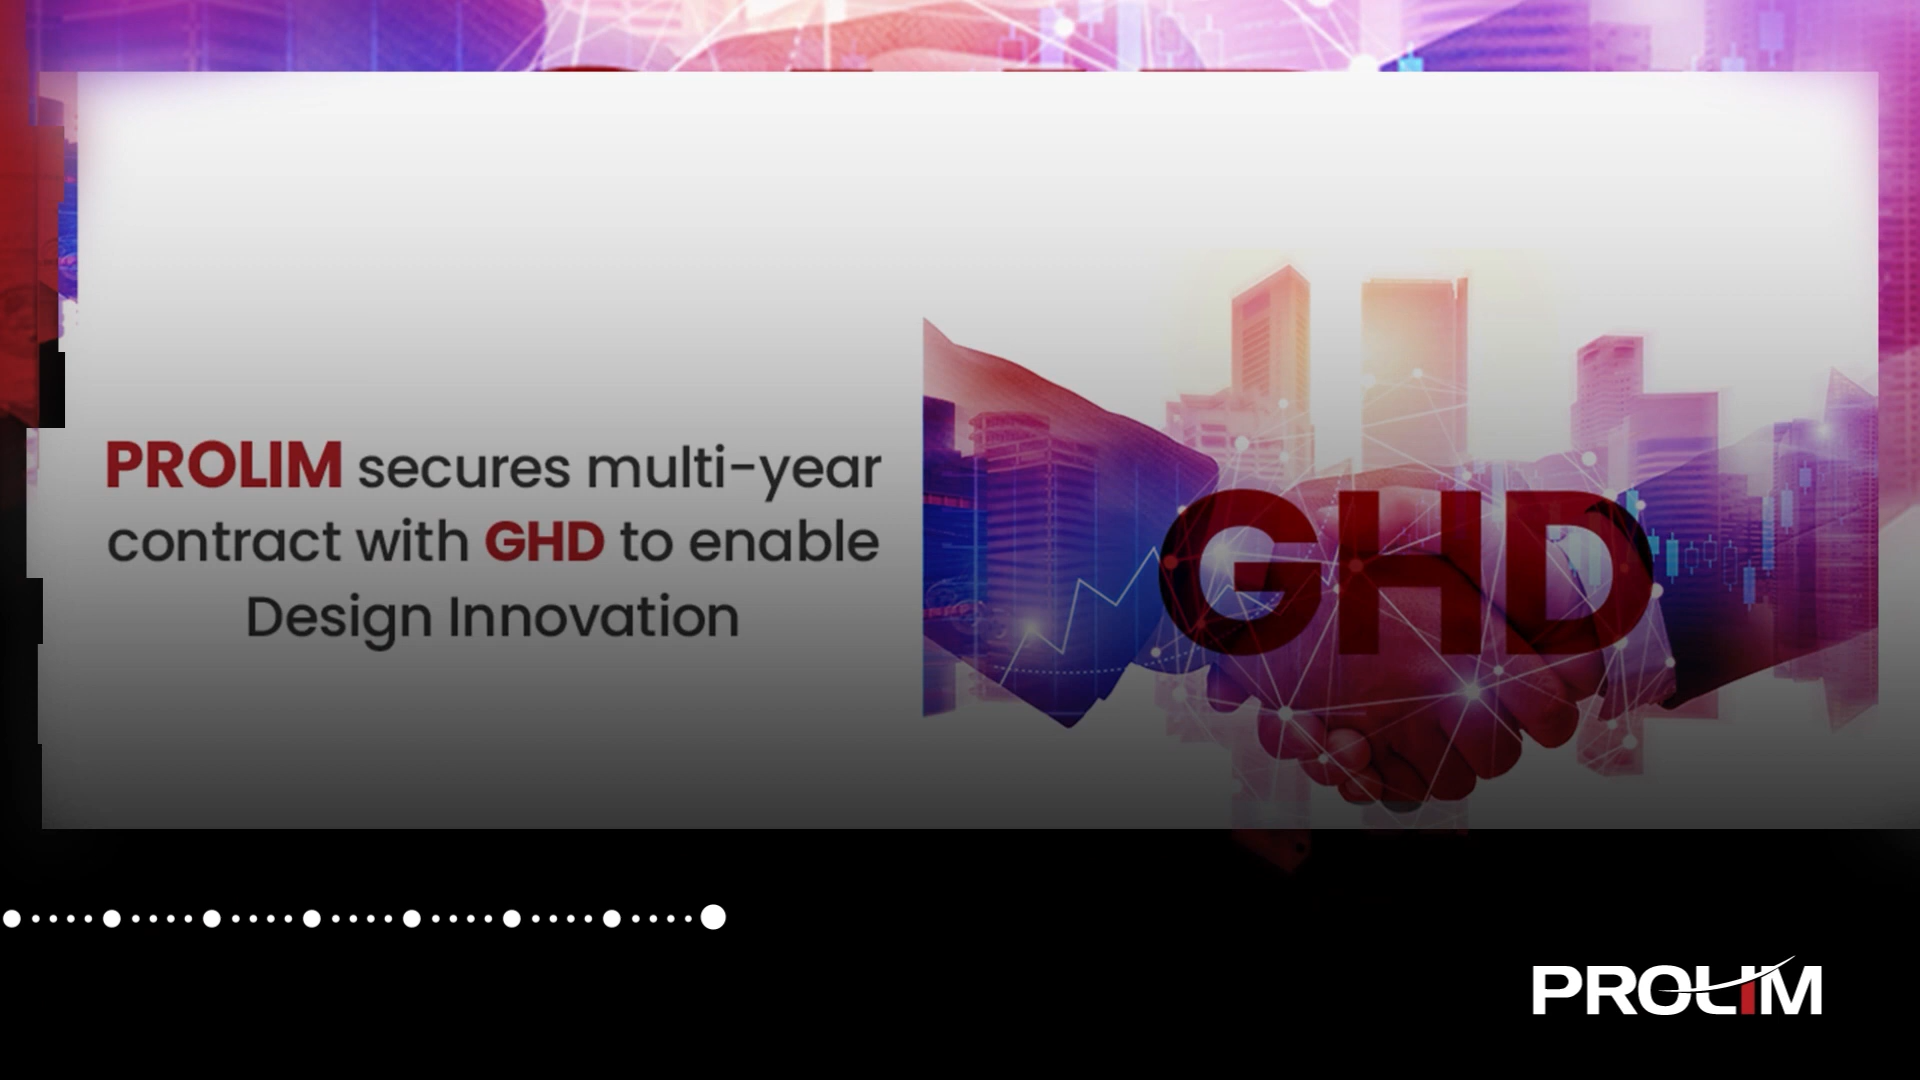 PROLIM secures multi-year
contract with GHD to enable
Design Innovation
GHD
PROLIM